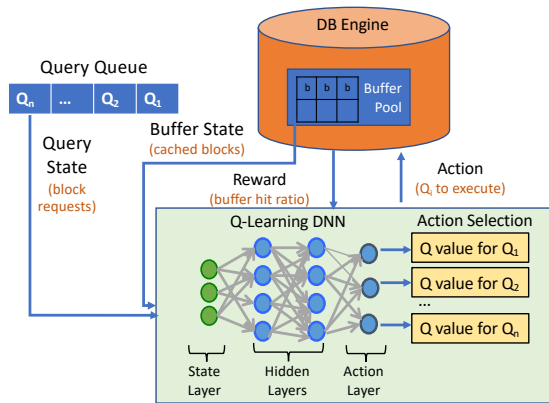 DB Engine
Query Queue
Qn
...
Q2
Q1
b
b
b
Buffer
Pool
Query
State
(block
requests)
Buffer State
(cached blocks)
Reward
(buffer hit ratio)
Action
(Qi to execute)
Q-Learning DNN
Action Selection
Q value for Q1
Q value for Q2
...
Q value for Qn
State
Layer
Hidden
Layers
Action
Layer